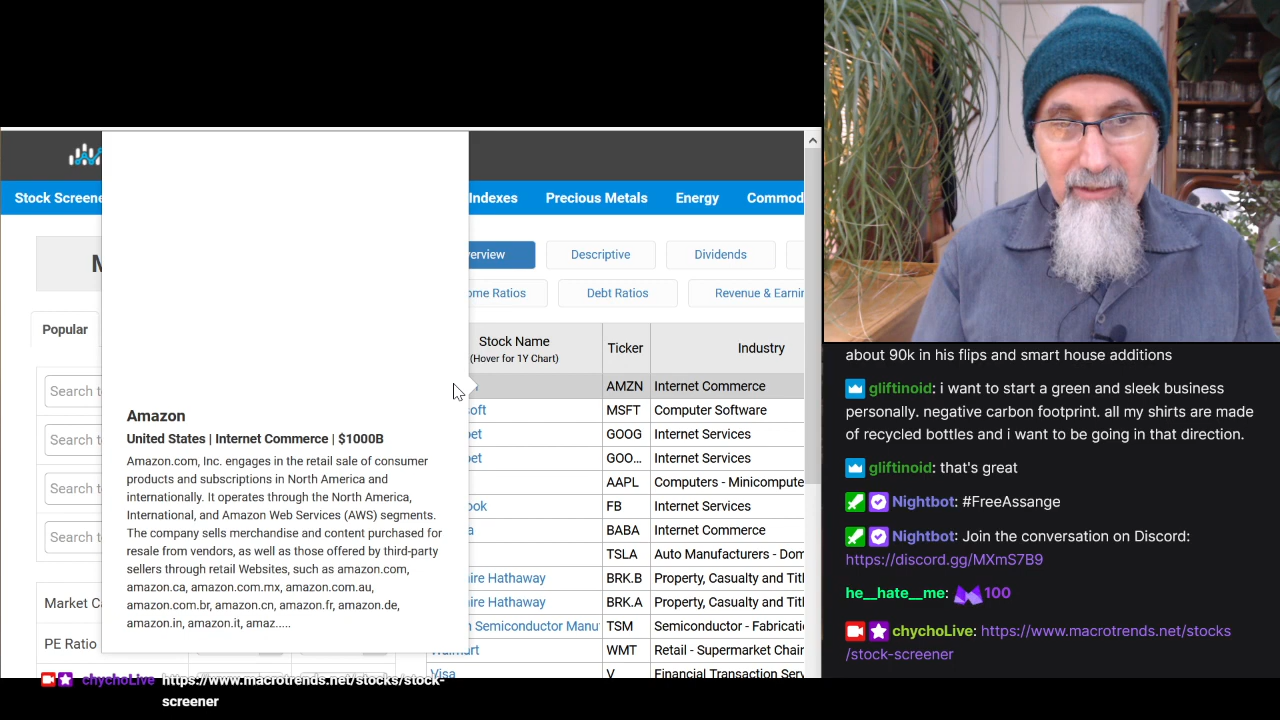 Stock Screene
Indexes
Precious Metals
Energy
Commod
M
verview
Descriptive
Dividends
ome Ratios
Debt Ratios
Revenue & Earnin
Popular
Search to
Search to
Search to
Search to
Market Ca
PE Ratio
Stock Name
(Hover for 1Y Chart)
Ticker
Industry
AMZN Internet Commerce
soft MSFT Computer Software
bet GOOG Internet Services
bet GOO... Internet Services
AAPL Computers - Minicompute
ook FB Internet Services
a BABA Internet Commerce
TSLA Auto Manufacturers - Dom
ire Hathaway BRK.B Property, Casualty and Titl
ire Hathaway BRK.A Property, Casualty and Titl
n Semiconductor Manu TSM Semiconductor - Fabricati
Walmart WMT Retail - Supermarket Chair
Visa V Financial Transaction Serv
Amazon
United States | Internet Commerce | $1000B
Amazon.com, Inc. engages in the retail sale of consumer
products and subscriptions in North America and
internationally. It operates through the North America,
International, and Amazon Web Services (AWS) segments.
The company sells merchandise and content purchased for
resale from vendors, as well as those offered by third-party
sellers through retail Websites, such as amazon.com,
amazon.ca, amazon.com.mx, amazon.com.au,
amazon.com.br, amazon.cn, amazon.fr, amazon.de,
amazon.in, amazon.it, amaz.....
chychoLive https://www.macrotrends.net/stocks/stock-
screener
about 90k in his flips and smart house additions
gliftinoid: i want to start a green and sleek business
personally. negative carbon footprint. all my shirts are made
of recycled bottles and i want to be going in that direction.
gliftinoid: that's great
Nightbot: #FreeAssange
Nightbot: Join the conversation on Discord:
https://discord.gg/MXmS7B9
he__hate__me: 100
chychoLive: https://www.macrotrends.net/stocks
/stock-screener